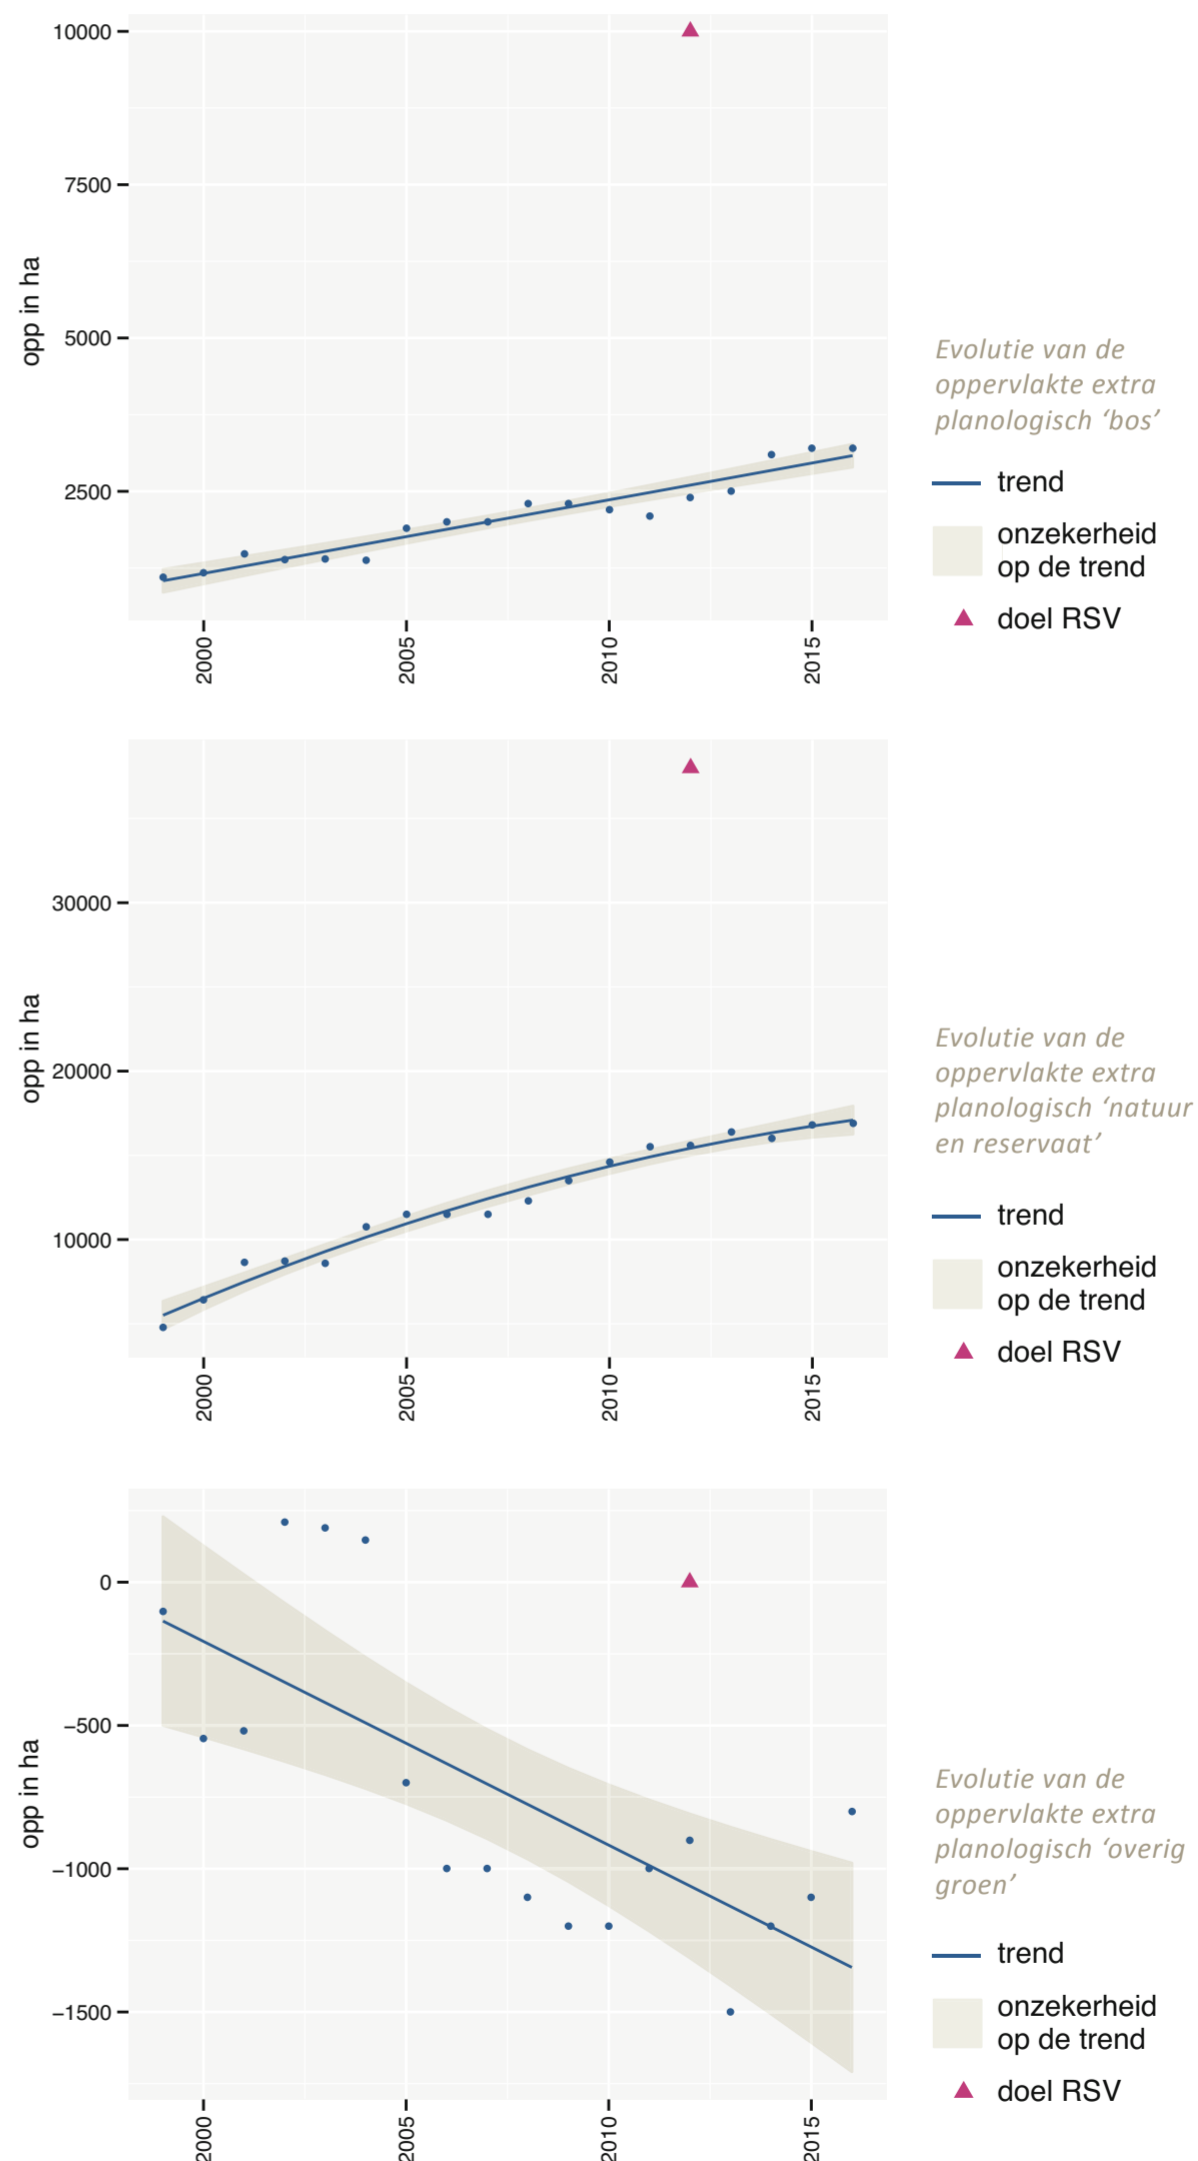 10000
7500
5000
2500
opp in ha
2000
2005
2010
2015
Evolutie van de
oppervlakte extra
planologisch ‘bos’
trend
onzekerheid
op de trend
doel RSV
30000
20000
10000
opp in ha
2000
2005
2010
2015
Evolutie van de
oppervlakte extra
planologisch ‘natuur
en reservaat’
trend
onzekerheid
op de trend
doel RSV
0
−500
−1000
−1500
opp in ha
2000
2005
2010
2015
Evolutie van de
oppervlakte extra
planologisch ‘overig
groen’
trend
onzekerheid
op de trend
doel RSV